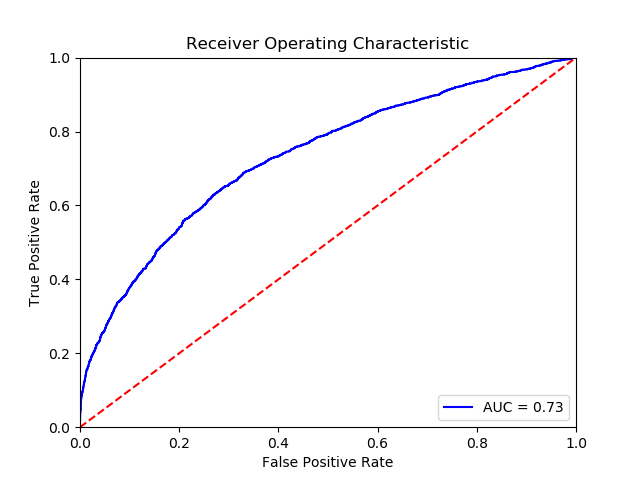 Receiver Operating Characteristic
1.0
0.8
0.6
0.4
0.2
0.0
True Positive Rate
AUC = 0.73
0.0 0.2 0.4 0.6 0.8 1.0
False Positive Rate